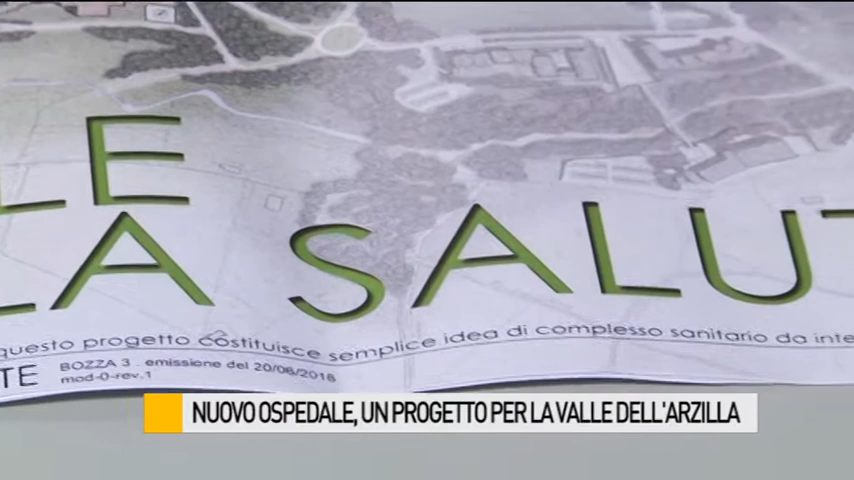 LE
LA SALUT
questo progetto costituisce semplice idea di complesso sanitario da inte
TE BOZZA 3 . emissione del 20/06/2016
mod-0-rev.1
NUOVO OSPEDALE, UN PROGETTO PER LA VALLE DELL'ARZILLA